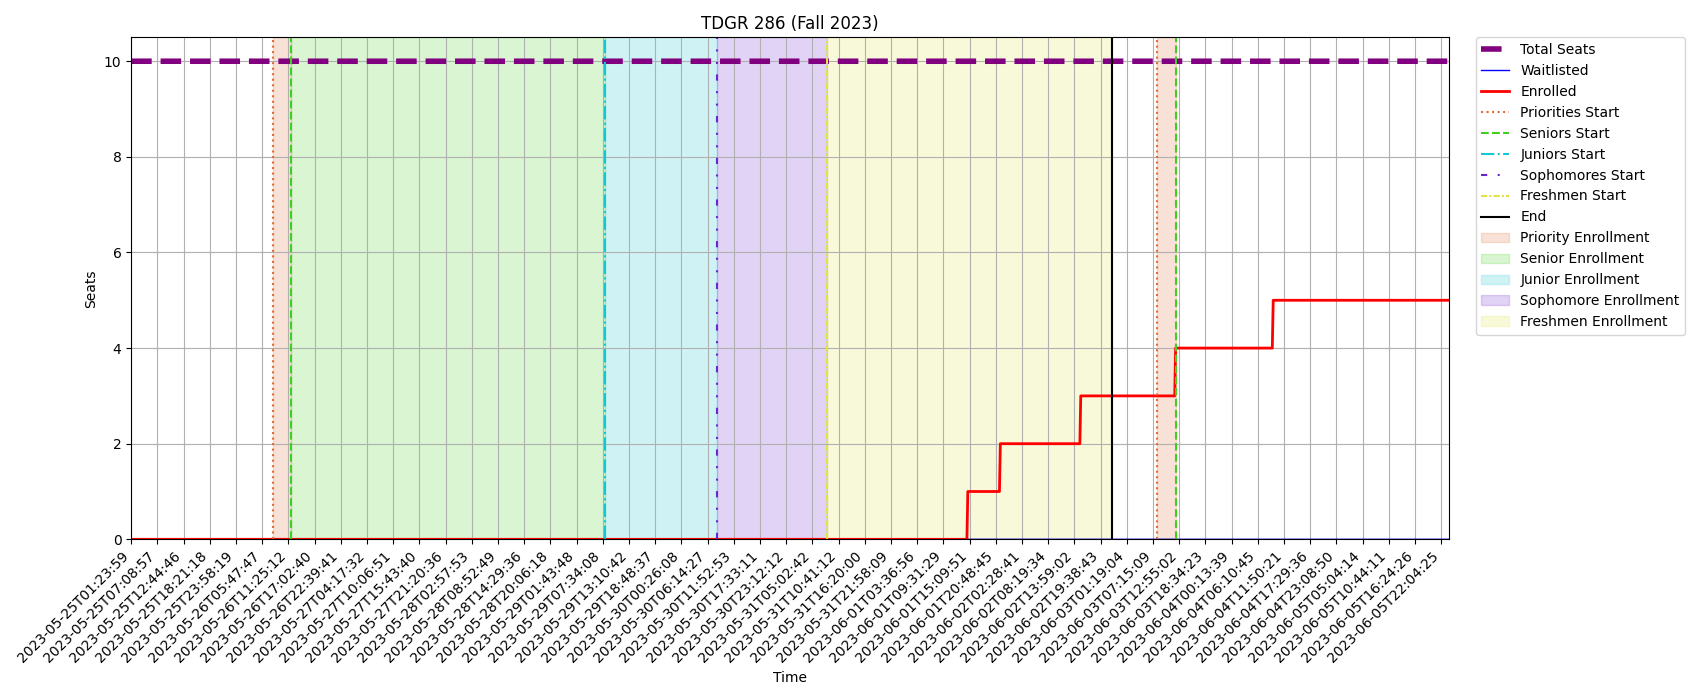 TDGR 286 (Fall 2023)
10
8
6
4
2
0
Seats
2023-05-25T01:23:59
2023-05-25T07:08:57
2023-05-25T12:44:46
2023-05-25T18:21:18
2023-05-25T23:58:19
2023-05-26T05:47:47
2023-05-26T11:25:12
2023-05-26T17:02:40
2023-05-26T22:39:41
2023-05-27T04:17:32
2023-05-27T10:06:51
2023-05-27T15:43:40
2023-05-27T21:20:36
2023-05-28T02:57:53
2023-05-28T08:52:49
2023-05-28T14:29:36
2023-05-28T20:06:18
2023-05-29T01:43:48
2023-05-29T07:34:08
2023-05-29T13:10:42
2023-05-29T18:48:37
2023-05-30T00:26:08
2023-05-30T06:14:27
2023-05-30T11:52:53
2023-05-30T17:33:11
2023-05-30T23:12:12
2023-05-31T05:02:42
2023-05-31T10:41:12
2023-05-31T16:20:00
2023-05-31T21:58:09
2023-06-01T03:36:56
2023-06-01T09:31:29
2023-06-01T15:09:51
2023-06-01T20:48:45
2023-06-02T02:28:41
2023-06-02T08:19:34
2023-06-02T13:59:02
2023-06-02T19:38:43
2023-06-03T01:19:04
2023-06-03T07:15:09
2023-06-03T12:55:02
2023-06-03T18:34:23
2023-06-04T00:13:39
2023-06-04T06:10:45
2023-06-04T11:50:21
2023-06-04T17:29:36
2023-06-04T23:08:50
2023-06-05T05:04:14
2023-06-05T10:44:11
2023-06-05T16:24:26
2023-06-05T22:04:25
Time
Total Seats
Waitlisted
Enrolled
Priorities Start
Seniors Start
Juniors Start
Sophomores Start
Freshmen Start
End
Priority Enrollment
Senior Enrollment
Junior Enrollment
Sophomore Enrollment
Freshmen Enrollment